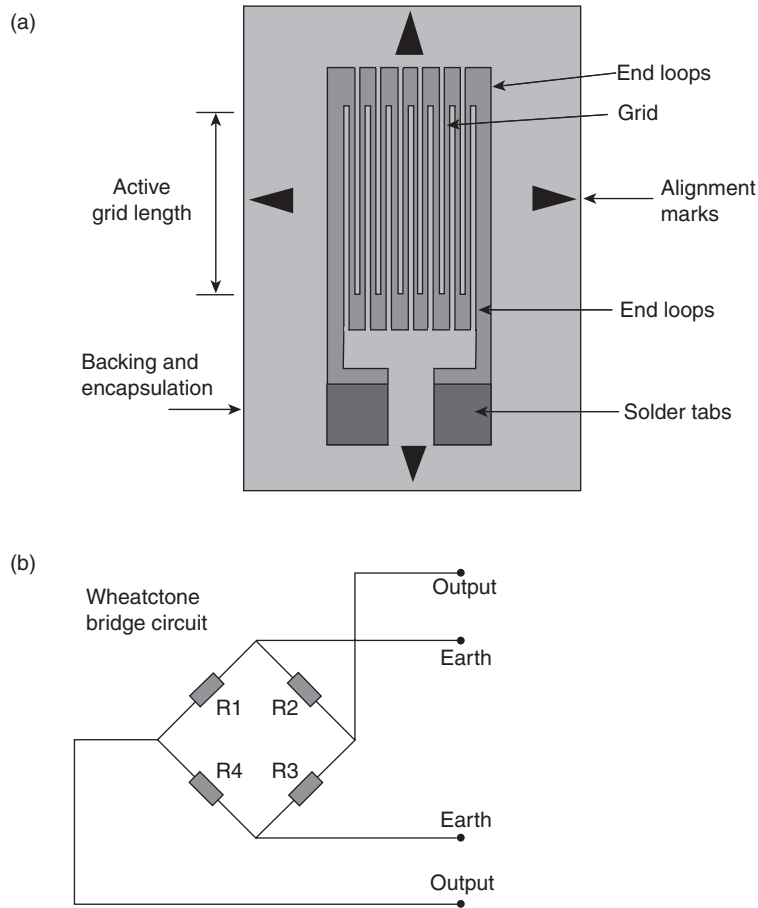 (a)
End loops
Grid
Active
grid length
Alignment
marks
End loops
Backing and
encapsulation
Solder tabs
(b)
Wheatctone
bridge circuit
Output
Earth
R1
R2
R4
R3
Earth
Output